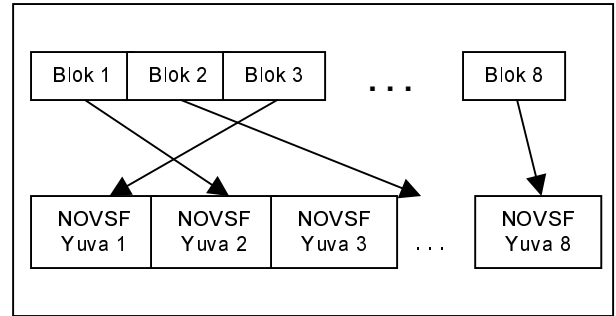 Blok 1 Blok 2 Blok 3 . . . Blok 8
NOVSF NOVSF NOVSF NOVSF
Yuva 1 Yuva 2 Yuva 3 . . . Yuva 8